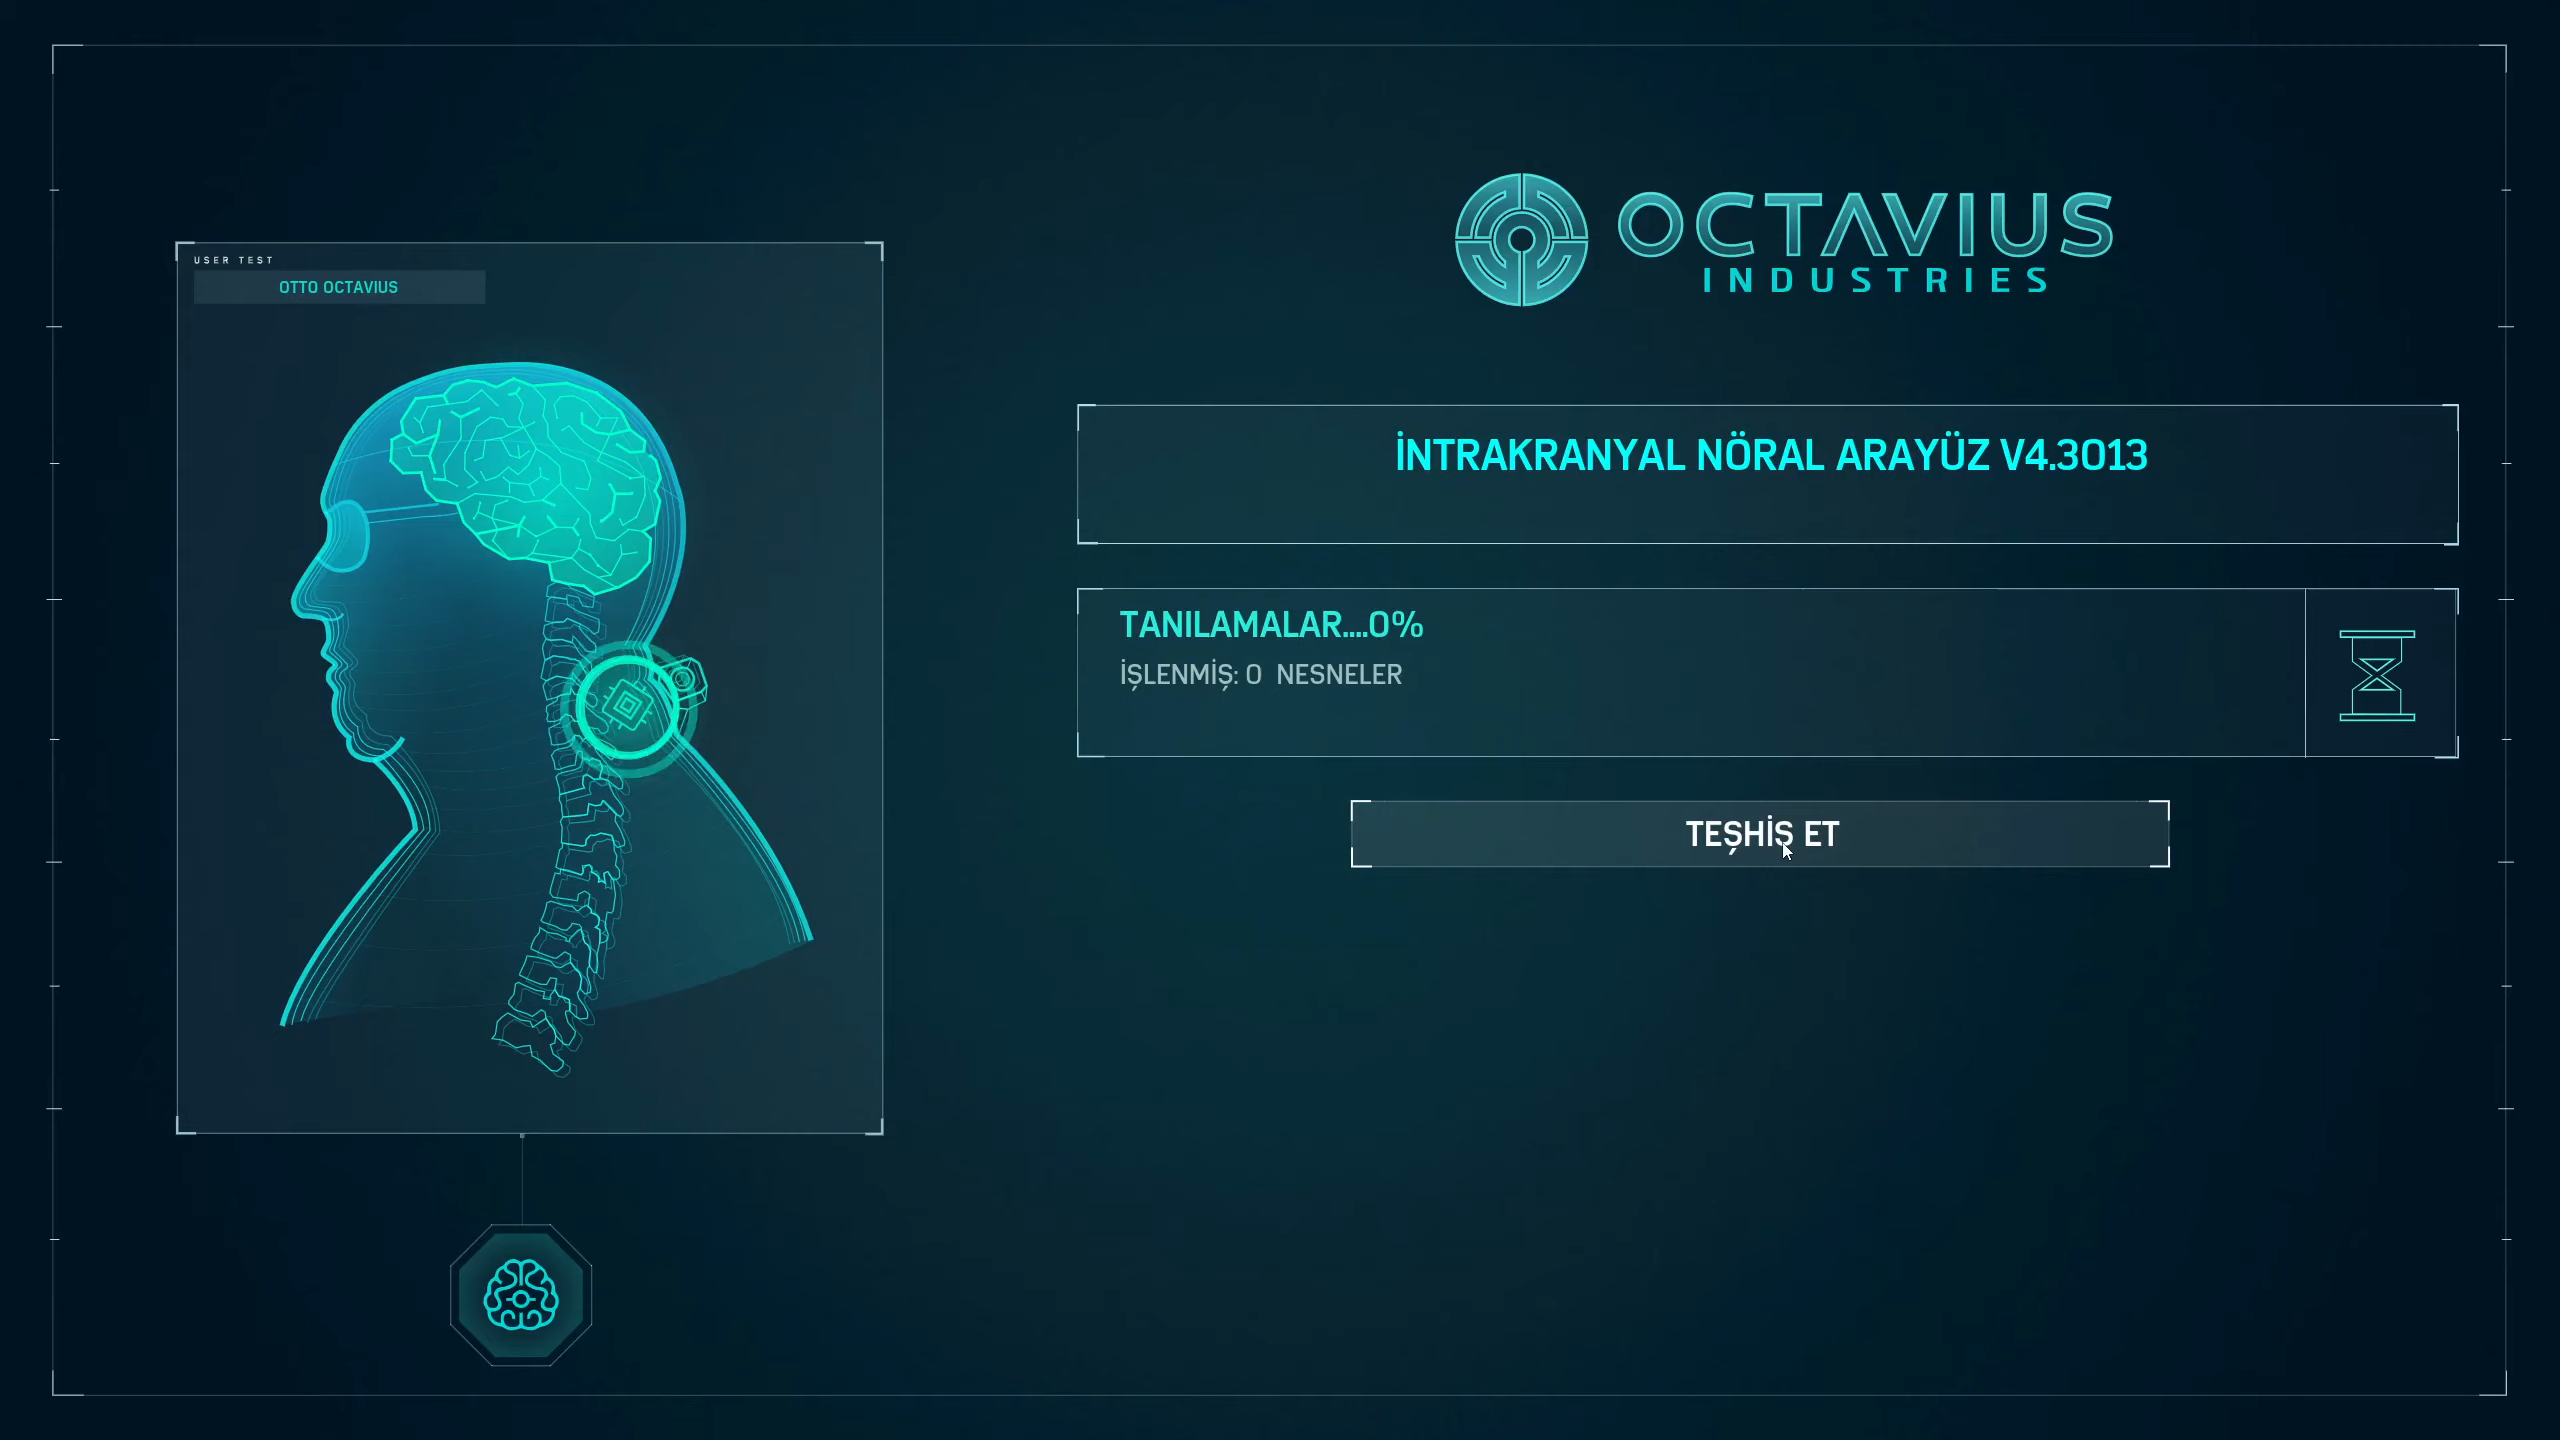 USER TEST
OTTO OCTAVIUS
OCTAVIUS
INDUSTRIES
İNTRAKRANYAL NÖRAL ARAYÜZ V4.3013
TANILAMALAR....0%
İŞLENMİŞ: 0 NESNELER
TEŞHİŞ ET